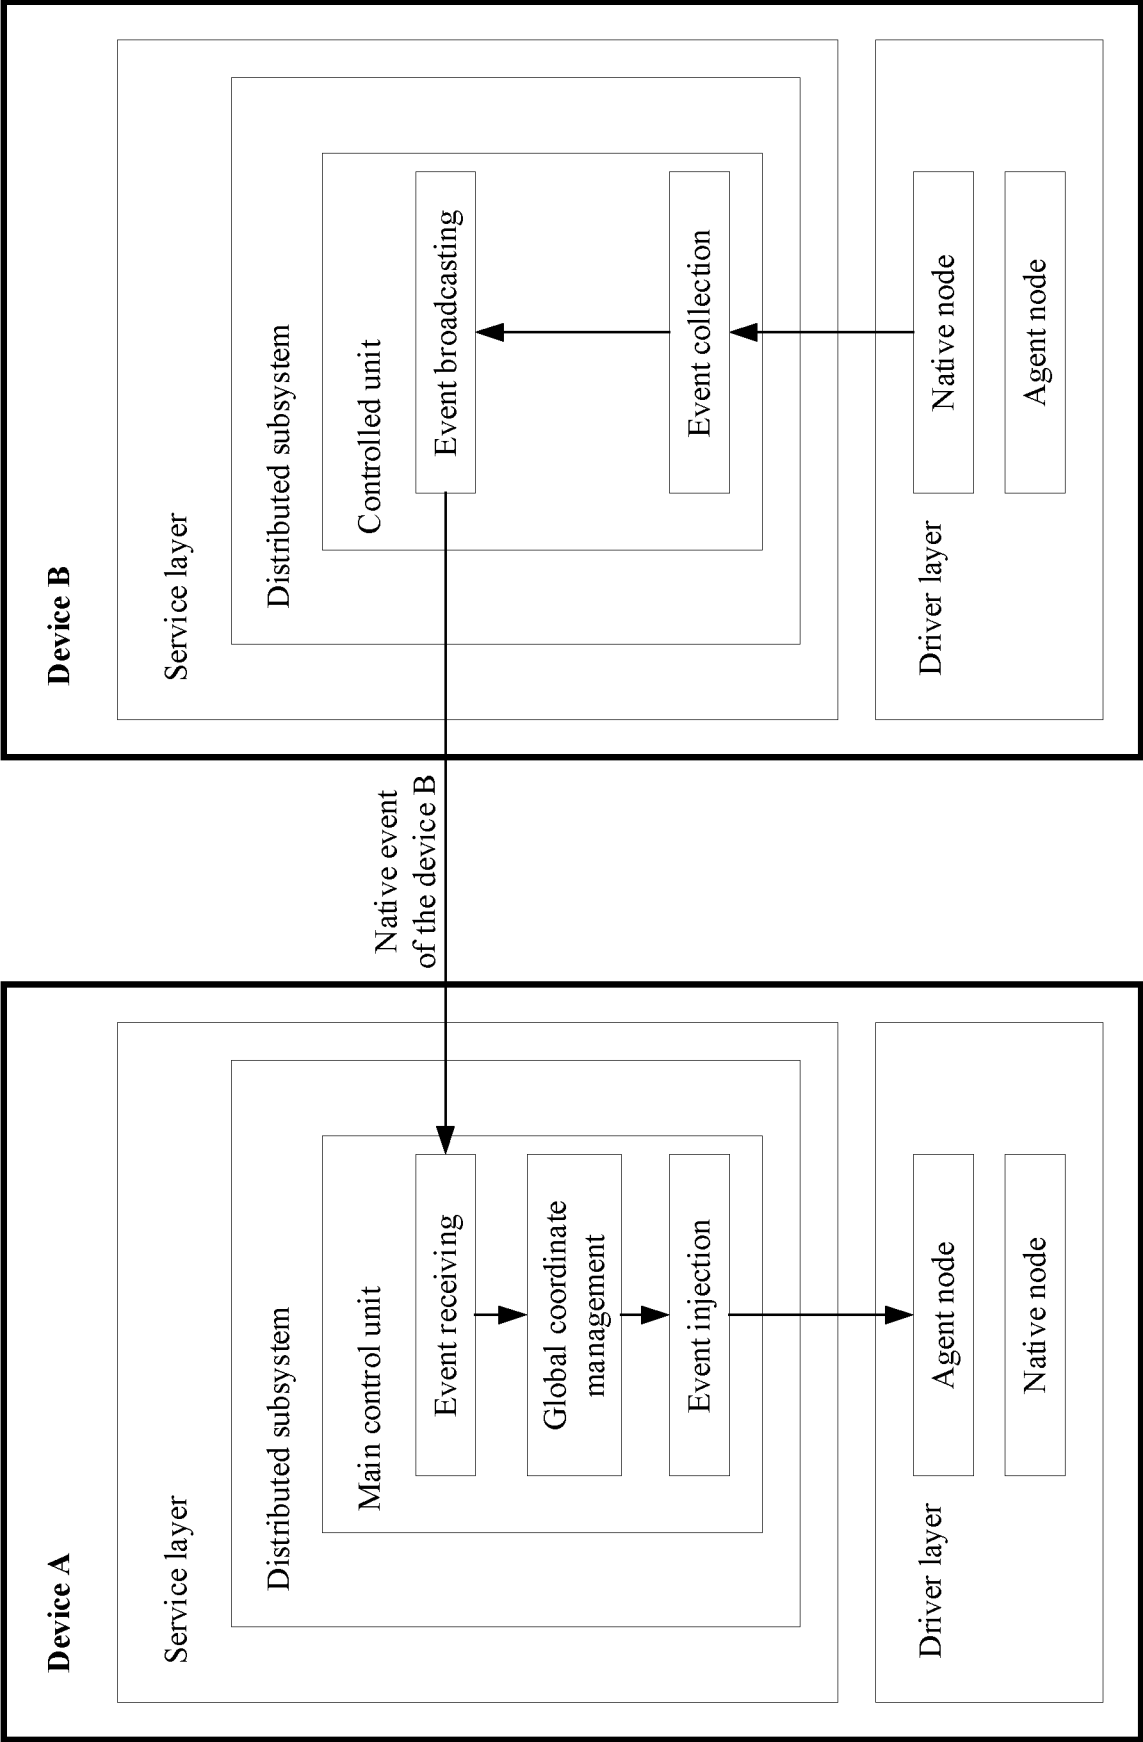 Device A
Service layer
Distributed subsystem
Main control unit
Event receiving
Global coordinate
management
Event injection
Driver layer
Agent node
Native node
Native event
of the device B
Device B
Service layer
Distributed subsystem
Controlled unit
Event broadcasting
Event collection
Driver layer
Native node
Agent node